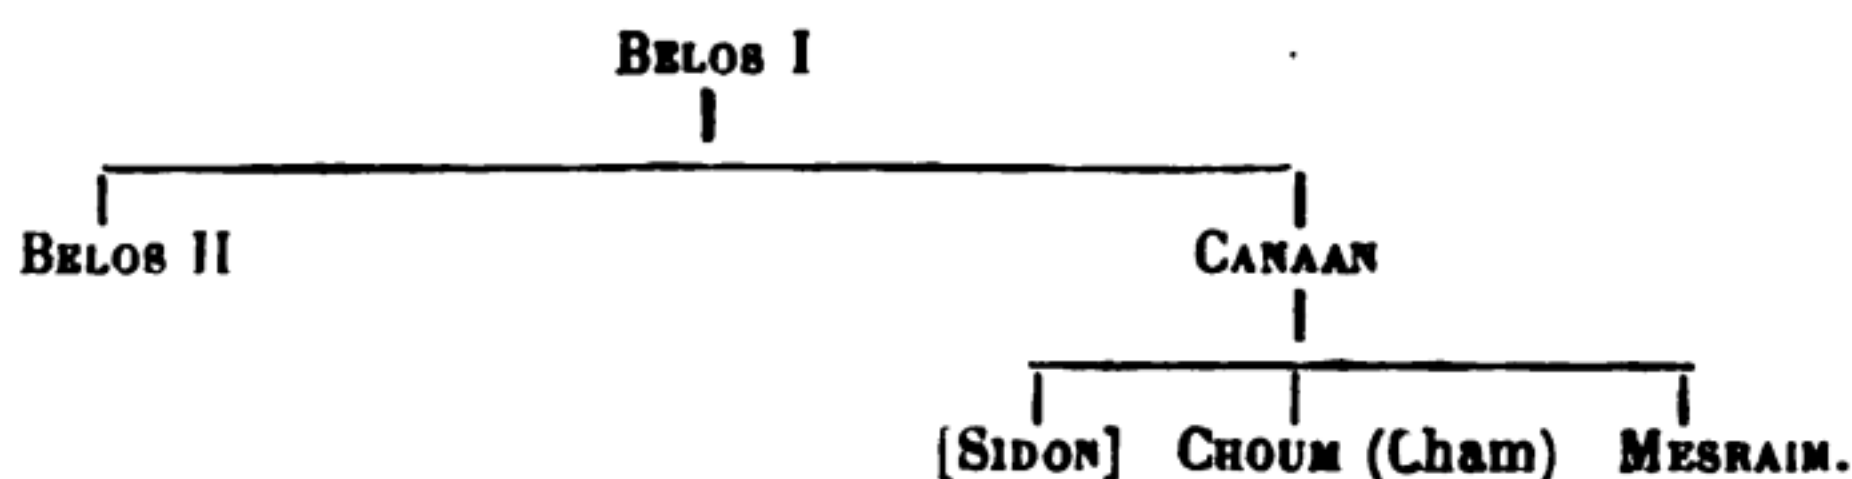 BELOS I
BELOS II CANAAN
[SIDON] CHOUM (Cham) MESRAIM.